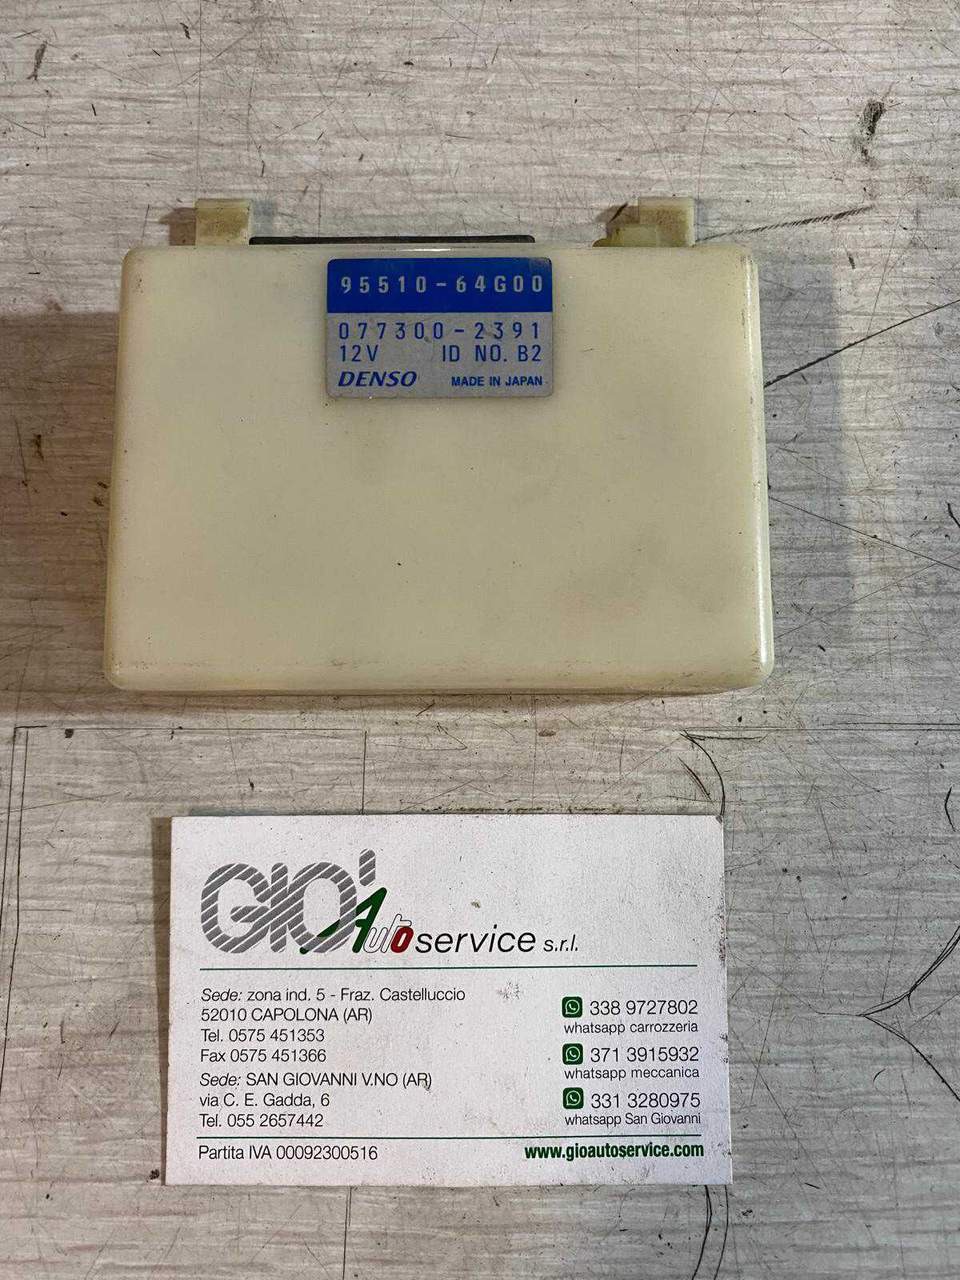 95510-64G00
077300-2391
12V ID NO. B2
DENSO MADE IN JAPAN
GIO' Autoservice s.r.l.
Sede: zona ind. 5 - Fraz. Castelluccio
52010 CAPOLONA (AR)
Tel. 0575 451353
Fax 0575 451366
Sede: SAN GIOVANNI V.NO (AR)
via C. E. Gadda, 6
Tel. 055 2657442
338 9727802
whatsapp carrozzeria
371 3915932
whatsapp meccanica
331 3280975
whatsapp San Giovanni
Partita IVA 00092300516
www.gioautoservice.com